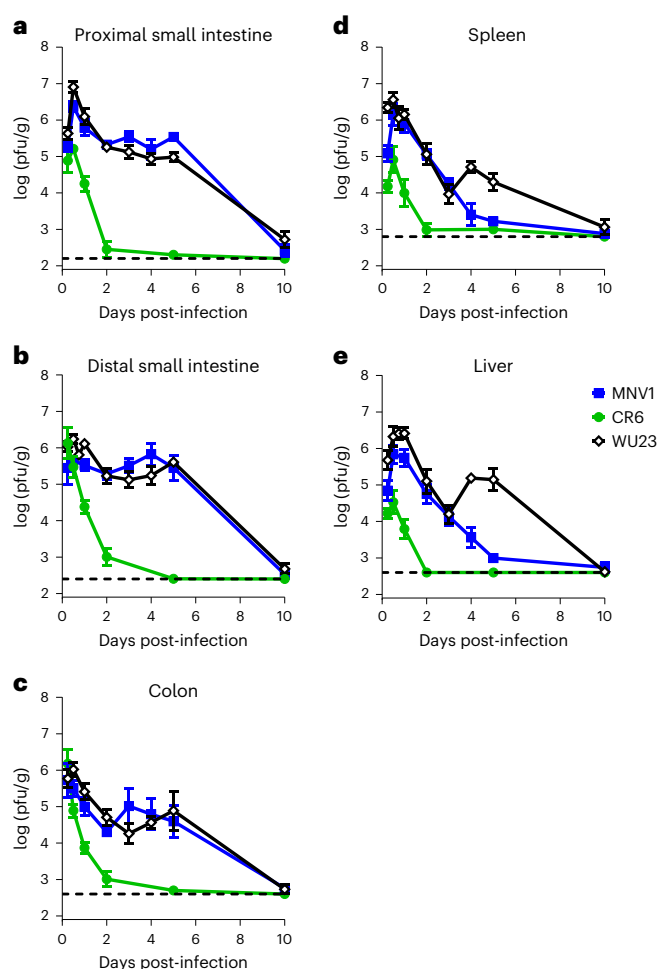 a
Proximal small intestine
8
7
6
5
4
3
2
log (pfu/g)
0 2 4 6 8 10
Days post-infection
b
Distal small intestine
8
7
6
5
4
3
2
log (pfu/g)
0 2 4 6 8 10
Days post-infection
c
Colon
8
7
6
5
4
3
2
log (pfu/g)
0 2 4 6 8 10
Days post-infection
d
Spleen
8
7
6
5
4
3
2
log (pfu/g)
0 2 4 6 8 10
Days post-infection
e
Liver
8
7
6
5
4
3
2
log (pfu/g)
0 2 4 6 8 10
Days post-infection
MNV1
CR6
WU23